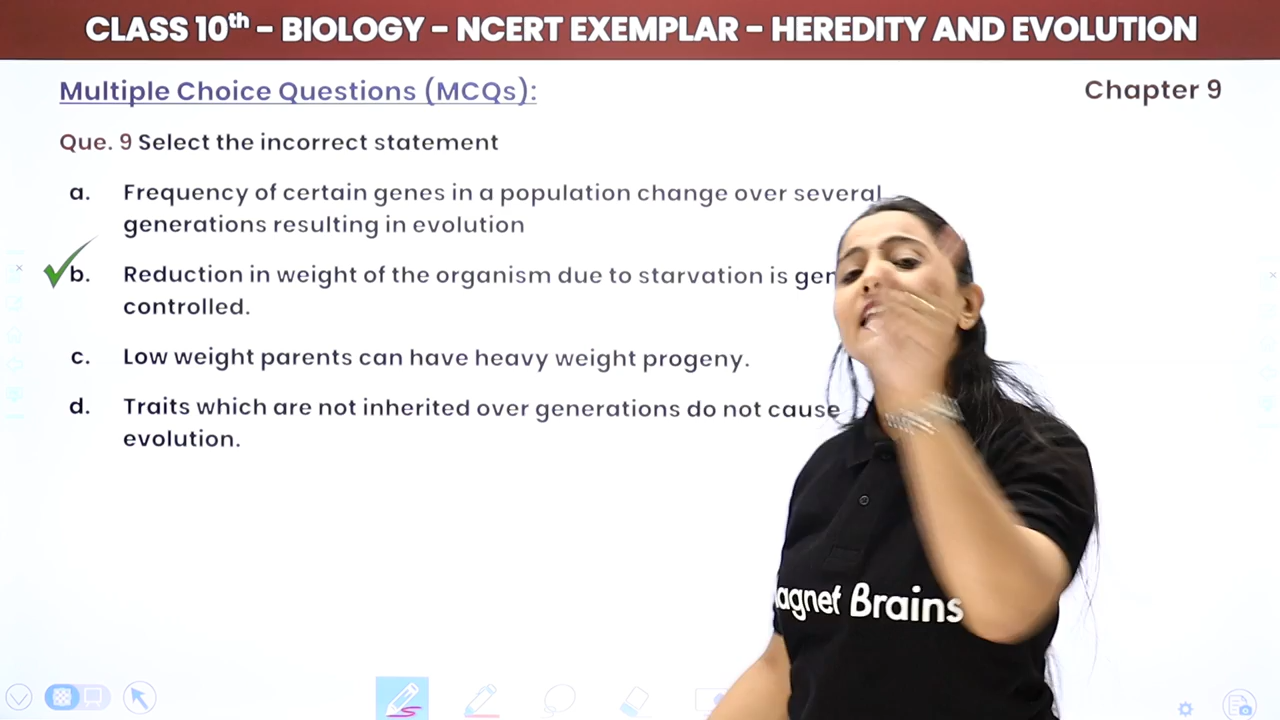 CLASS 10th - BIOLOGY - NCERT EXEMPLAR - HEREDITY AND EVOLUTION
Multiple Choice Questions (MCQs):
Chapter 9
Que. 9 Select the incorrect statement
a. Frequency of certain genes in a population change over several
generations resulting in evolution
b. Reduction in weight of the organism due to starvation is
controlled.
c. Low weight parents can have heavy weight progeny.
d. Traits which are not inherited over generations do not cause
evolution.
Brains